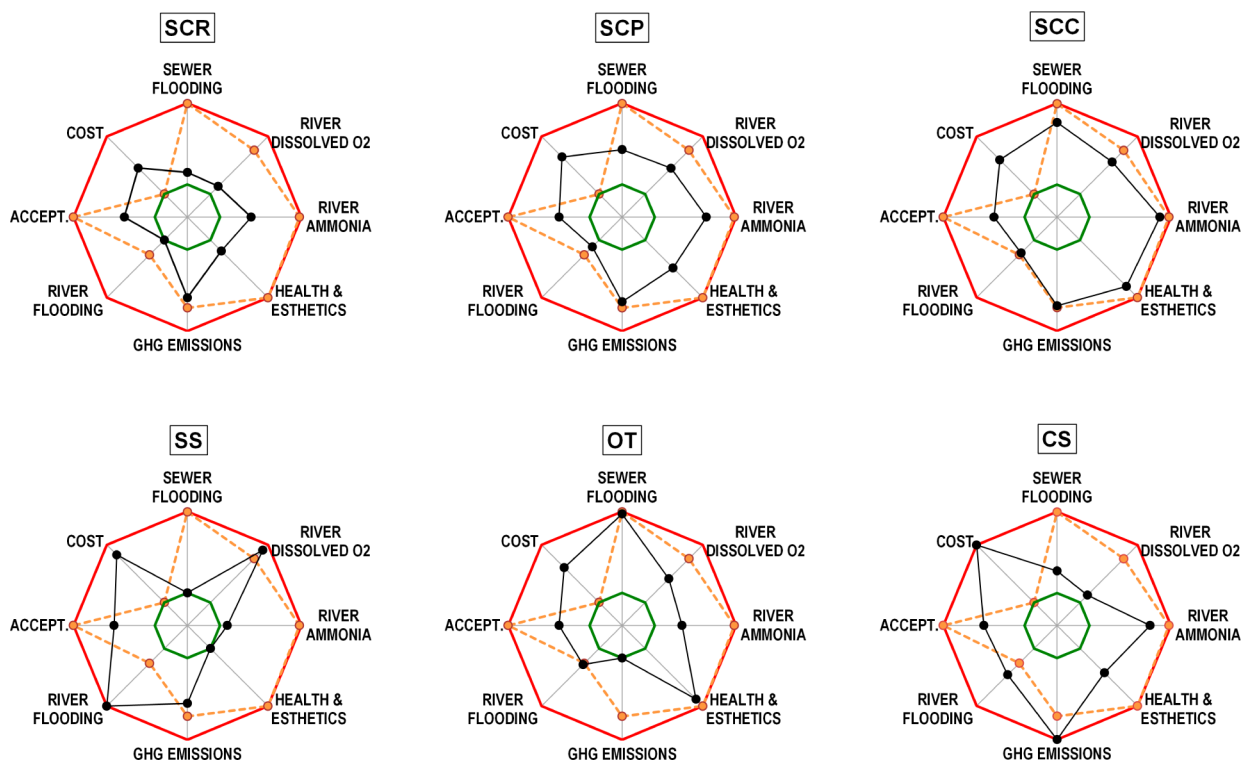 SCR
SEWER
FLOODING
RIVER
DISSOLVED O2
RIVER
AMMONIA
HEALTH &
ESTHETICS
GHG EMISSIONS
RIVER
FLOODING
ACCEPT.
COST
SCP
SEWER
FLOODING
RIVER
DISSOLVED O2
RIVER
AMMONIA
HEALTH &
ESTHETICS
GHG EMISSIONS
RIVER
FLOODING
ACCEPT.
COST
SCC
SEWER
FLOODING
RIVER
DISSOLVED O2
RIVER
AMMONIA
HEALTH &
ESTHETICS
GHG EMISSIONS
RIVER
FLOODING
ACCEPT.
COST
SS
SEWER
FLOODING
RIVER
DISSOLVED O2
RIVER
AMMONIA
HEALTH &
ESTHETICS
GHG EMISSIONS
RIVER
FLOODING
ACCEPT.
COST
OT
SEWER
FLOODING
RIVER
DISSOLVED O2
RIVER
AMMONIA
HEALTH &
ESTHETICS
GHG EMISSIONS
RIVER
FLOODING
ACCEPT.
COST
CS
SEWER
FLOODING
RIVER
DISSOLVED O2
RIVER
AMMONIA
HEALTH &
ESTHETICS
GHG EMISSIONS
RIVER
FLOODING
ACCEPT.
COST